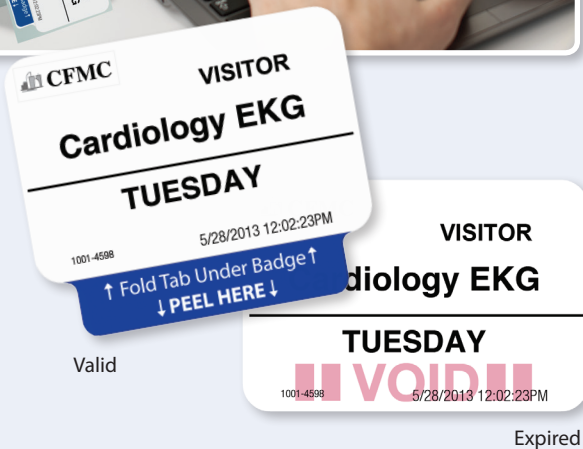 CFMC
VISITOR
Cardiology EKG
TUESDAY
5/28/2013 12:02:23PM
1001-4598
↑ Fold Tab Under Badge ↑
↓ PEEL HERE ↓
Valid
VISITOR
diology EKG
TUESDAY
VOID
1001-4598 5/28/2013 12:02:23PM
Expired